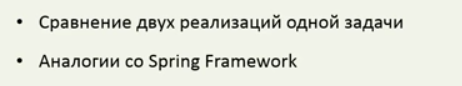 • Сравнение двух реализаций одной задачи
• Аналогии со Spring Framework